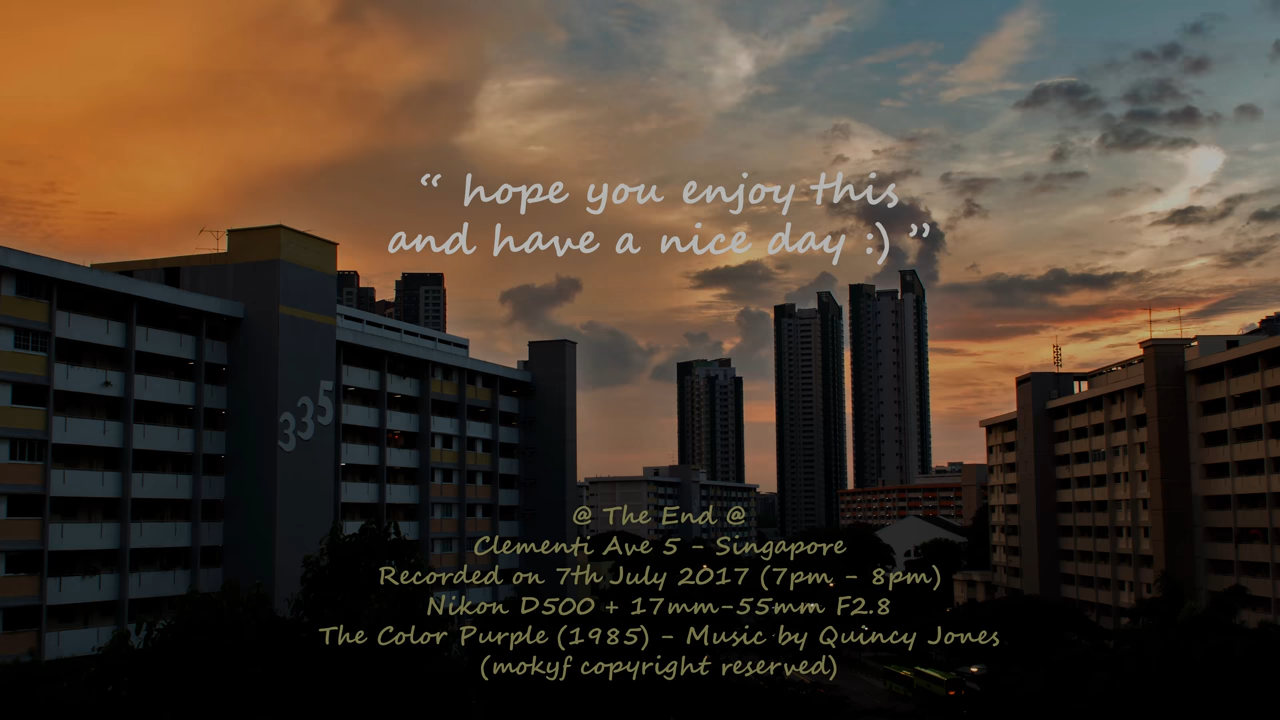 “ hope you enjoy this
and have a nice day :) ”
335
@ The End @
Clementi Ave 5 - Singapore
Recorded on 7th July 2017 (7pm - 8pm)
Nikon D500 + 17mm-55mm F2.8
The Color Purple (1985) - Music by Quincy Jones
(mokyf copyright reserved)